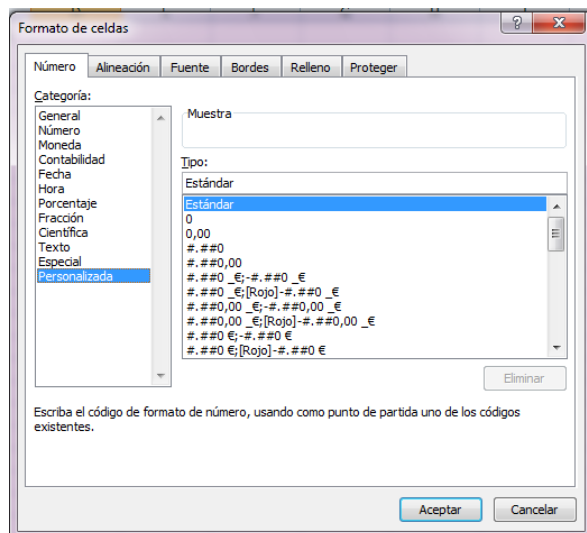 Formato de celdas
Número Alineación Fuente Bordes Relleno Proteger
Categoría:
General
Número
Moneda
Contabilidad
Fecha
Hora
Porcentaje
Fracción
Científica
Texto
Especial
Personalizada
Muestra
Tipo:
Estándar
Estándar
0
0,00
#.##0
#.##0,00
#.##0 _€;-#.##0 _€
#.##0 _€;[Rojo]-#.##0 _€
#.##0,00 _€;-#.##0,00 _€
#.##0,00 _€;[Rojo]-#.##0,00 _€
#.##0 €;-#.##0 €
#.##0 €;[Rojo]-#.##0 €
Eliminar
Escriba el código de formato de número, usando como punto de partida uno de los códigos
existentes.
Aceptar Cancelar